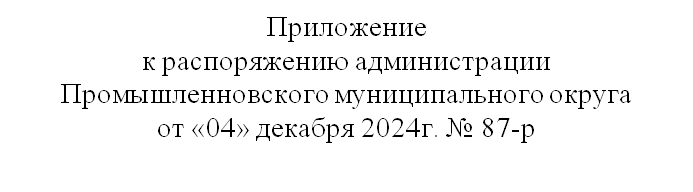 Приложение
к распоряжению администрации
Промышленновского муниципального округа
от «04» декабря 2024г. № 87-р